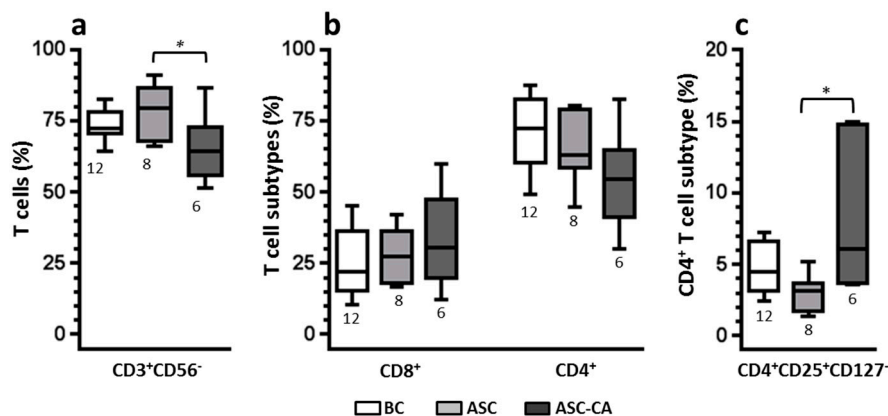 a
b
c
T cells (%)
100
75
50
25
0
*
12
8
6
CD3⁺CD56⁻
T cell subtypes (%)
100
75
50
25
0
12
8
6
12
8
6
CD8⁺
CD4⁺
CD4⁺ T cell subtype (%)
20
15
10
5
0
*
12
8
6
CD4⁺CD25⁺CD127⁻
BC
ASC
ASC-CA